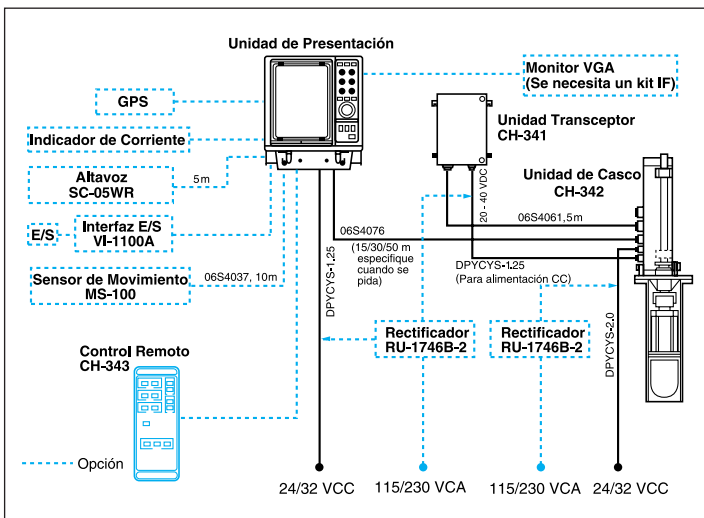 Unidad de Presentación
Monitor VGA
(Se necesita un kit IF)
GPS
Indicador de Corriente
Altavoz
SC-05WR
5m
E/S
Interfaz E/S
VI-1100A
Sensor de Movimiento
MS-100
06S4037, 10m
Control Remoto
CH-343
Unidad Transceptor
CH-341
20 - 40 VDC
Unidad de Casco
CH-342
06S4061,5m
06S4076
(15/30/50 m
especifique
cuando se
pida)
DPYCYS-1.25
DPYCYS-1.25
(Para alimentación CC)
DPYCYS-2.0
Rectificador
RU-1746B-2
Rectificador
RU-1746B-2
Opción
24/32 VCC
115/230 VCA
115/230 VCA
24/32 VCC